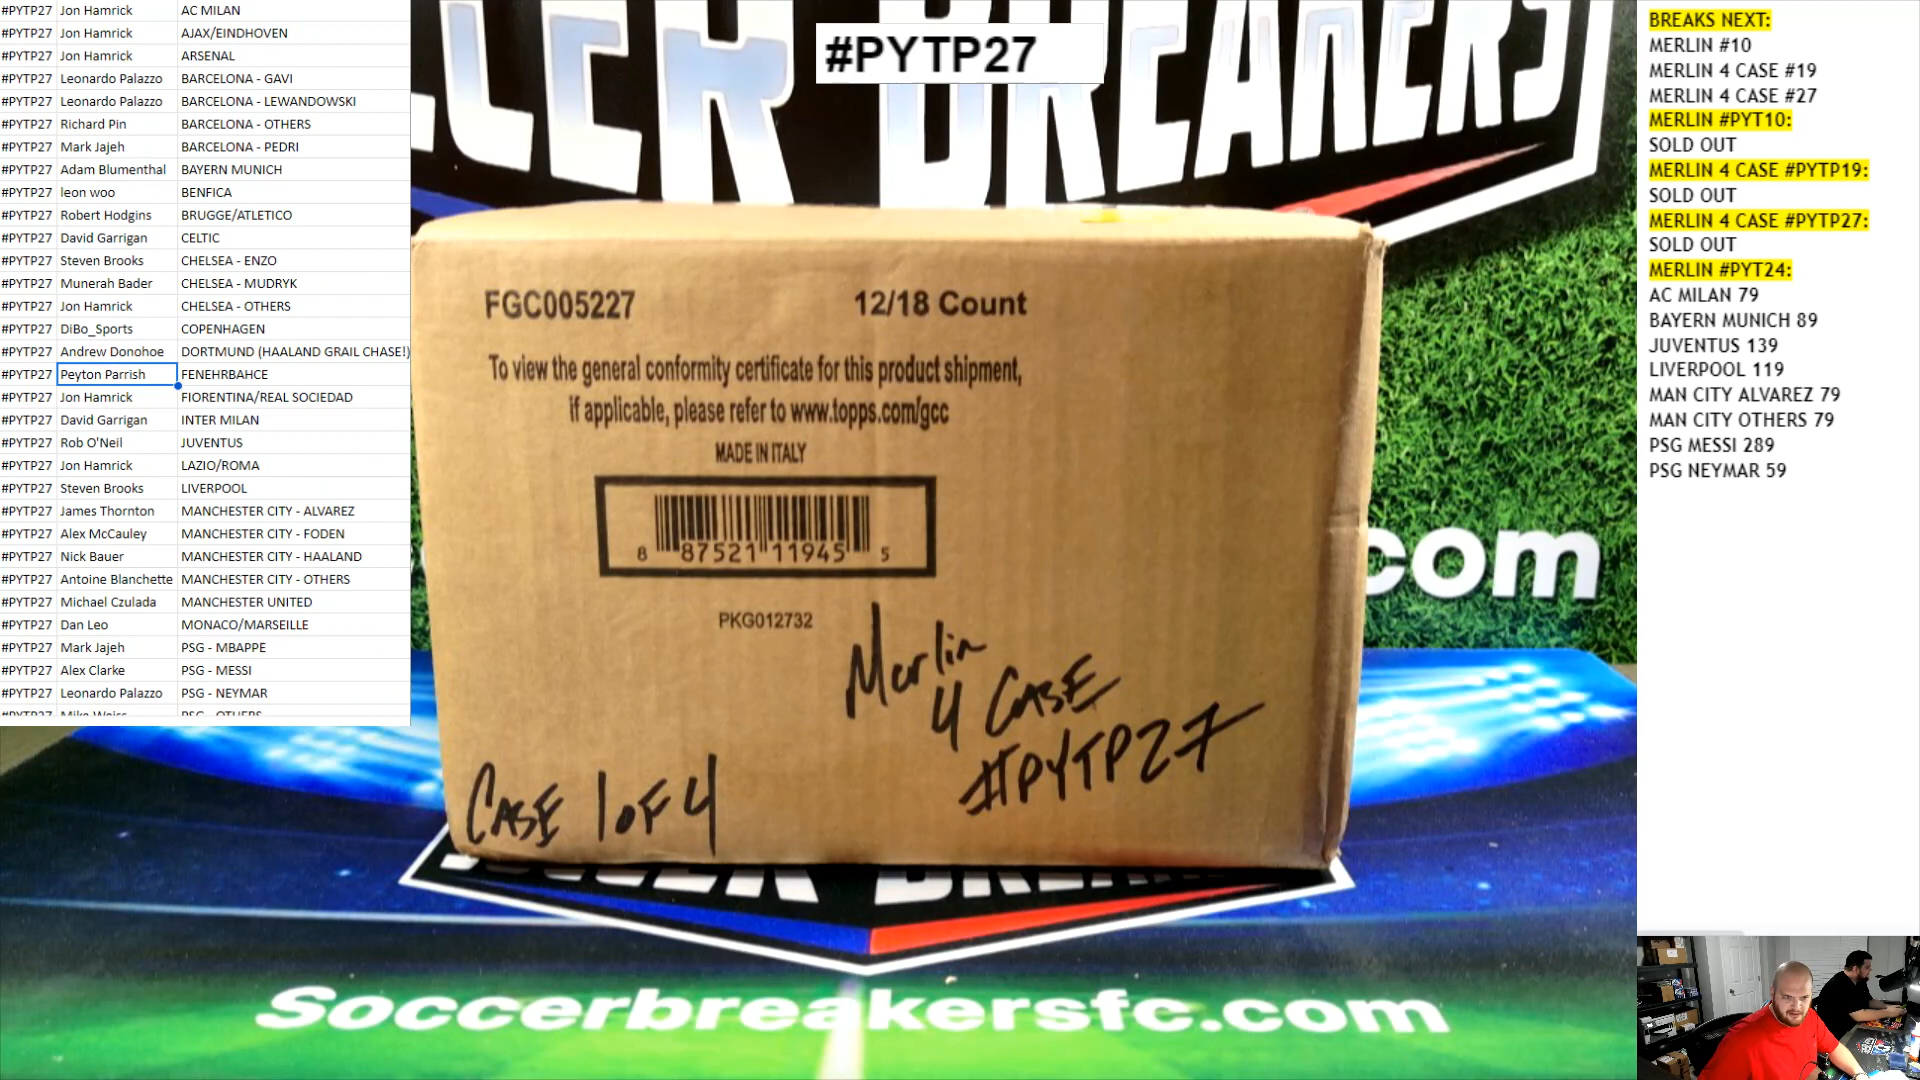 #PYTP27 Jon Hamrick AC MILAN
#PYTP27 Jon Hamrick AJAX/EINDHOVEN
#PYTP27 Jon Hamrick ARSENAL
#PYTP27 Leonardo Palazzo BARCELONA - GAVI
#PYTP27 Leonardo Palazzo BARCELONA - LEWANDOWSKI
#PYTP27 Richard Pin BARCELONA - OTHERS
#PYTP27 Mark Jajeh BARCELONA - PEDRI
#PYTP27 Adam Blumenthal BAYERN MUNICH
#PYTP27 leon woo BENFICA
#PYTP27 Robert Hodgins BRUGGE/ATLETICO
#PYTP27 David Garrigan CELTIC
#PYTP27 Steven Brooks CHELSEA - ENZO
#PYTP27 Munerah Bader CHELSEA - MUDRYK
#PYTP27 Jon Hamrick CHELSEA - OTHERS
#PYTP27 DiBo_Sports COPENHAGEN
#PYTP27 Andrew Donohoe DORTMUND (HAALAND GRAIL CHASE!)
#PYTP27 Peyton Parrish FENEHRBAHCE
#PYTP27 Jon Hamrick FIORENTINA/REAL SOCIEDAD
#PYTP27 David Garrigan INTER MILAN
#PYTP27 Rob O'Neil JUVENTUS
#PYTP27 Jon Hamrick LAZIO/ROMA
#PYTP27 Steven Brooks LIVERPOOL
#PYTP27 James Thornton MANCHESTER CITY - ALVAREZ
#PYTP27 Alex McCauley MANCHESTER CITY - FODEN
#PYTP27 Nick Bauer MANCHESTER CITY - HAALAND
#PYTP27 Antoine Blanchette MANCHESTER CITY - OTHERS
#PYTP27 Michael Czulada MANCHESTER UNITED
#PYTP27 Dan Leo MONACO/MARSEILLE
#PYTP27 Mark Jajeh PSG - MBAPPE
#PYTP27 Alex Clarke PSG - MESSI
#PYTP27 Leonardo Palazzo PSG - NEYMAR
#PYTP27 Mike Weiss PSG - OTHERS
#PYTP27
BREAKERS
FGC005227 12/18 Count
To view the general conformity certificate for this product shipment,
if applicable, please refer to www.topps.com/gcc
MADE IN ITALY
8 87521 11945 5
PKG012732
Merlin
4 CASE
#PYTP27
CASE 1 OF 4
.com
Soccerbreakersfc.com
BREAKS NEXT:
MERLIN #10
MERLIN 4 CASE #19
MERLIN 4 CASE #27
MERLIN #PYT10:
SOLD OUT
MERLIN 4 CASE #PYTP19:
SOLD OUT
MERLIN 4 CASE #PYTP27:
SOLD OUT
MERLIN #PYT24:
AC MILAN 79
BAYERN MUNICH 89
JUVENTUS 139
LIVERPOOL 119
MAN CITY ALVAREZ 79
MAN CITY OTHERS 79
PSG MESSI 289
PSG NEYMAR 59